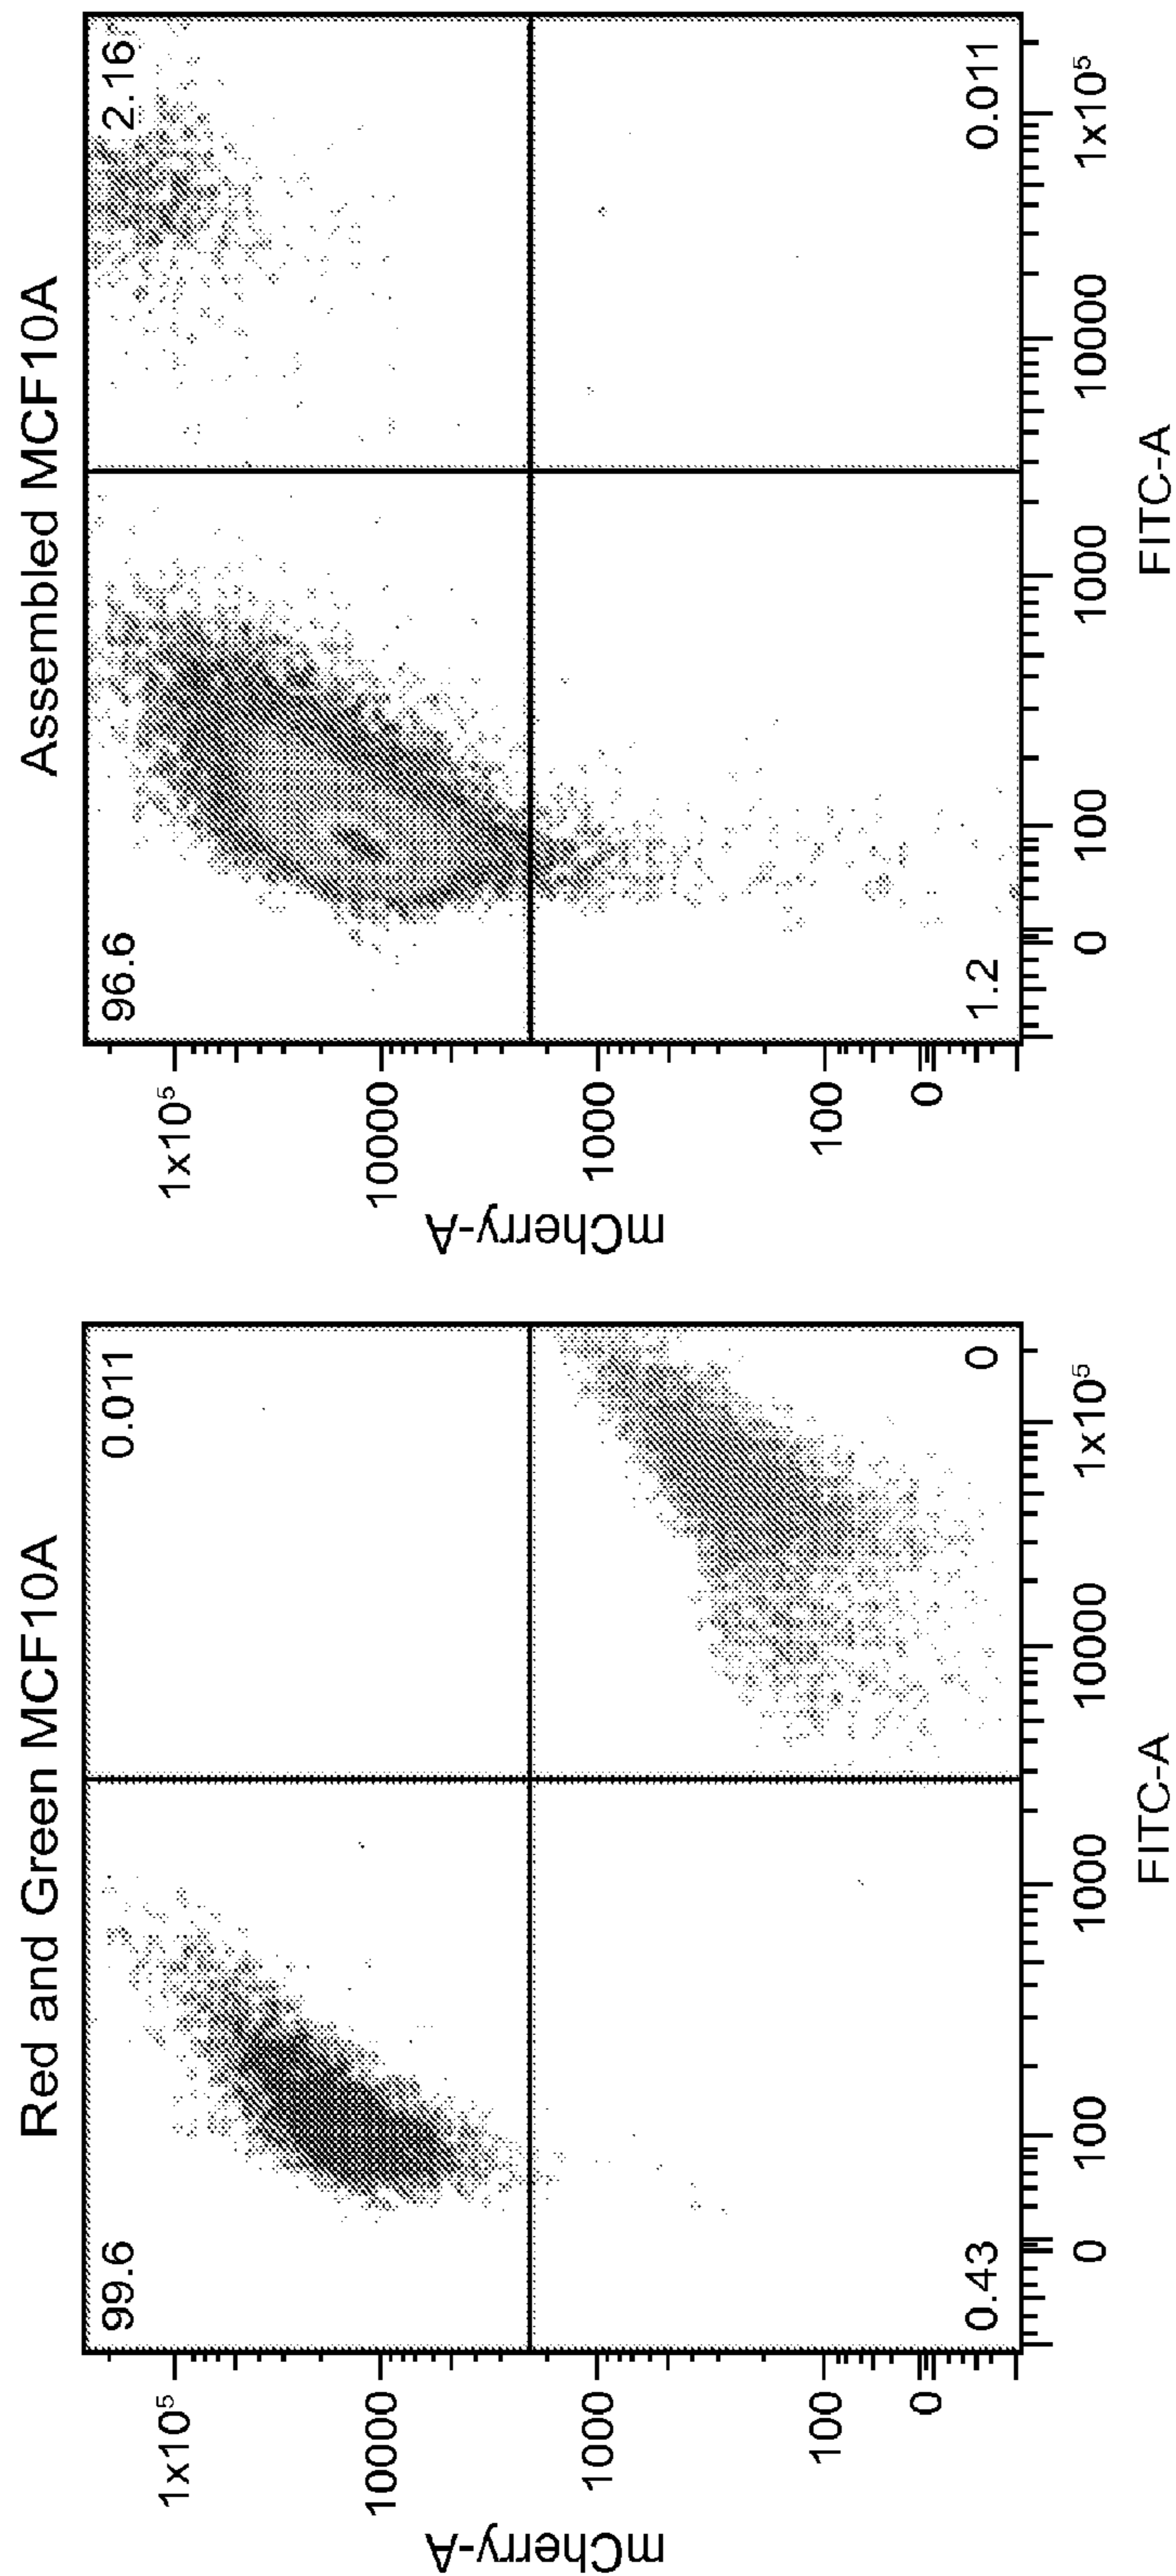 Red and Green MCF10A
99.6
0.011
0.43
0
mCherry-A
1x10⁵
10000
1000
100
0
0
100
1000
10000
1x10⁵
FITC-A
Assembled MCF10A
96.6
2.16
1.2
0.011
mCherry-A
1x10⁵
10000
1000
100
0
0
100
1000
10000
1x10⁵
FITC-A